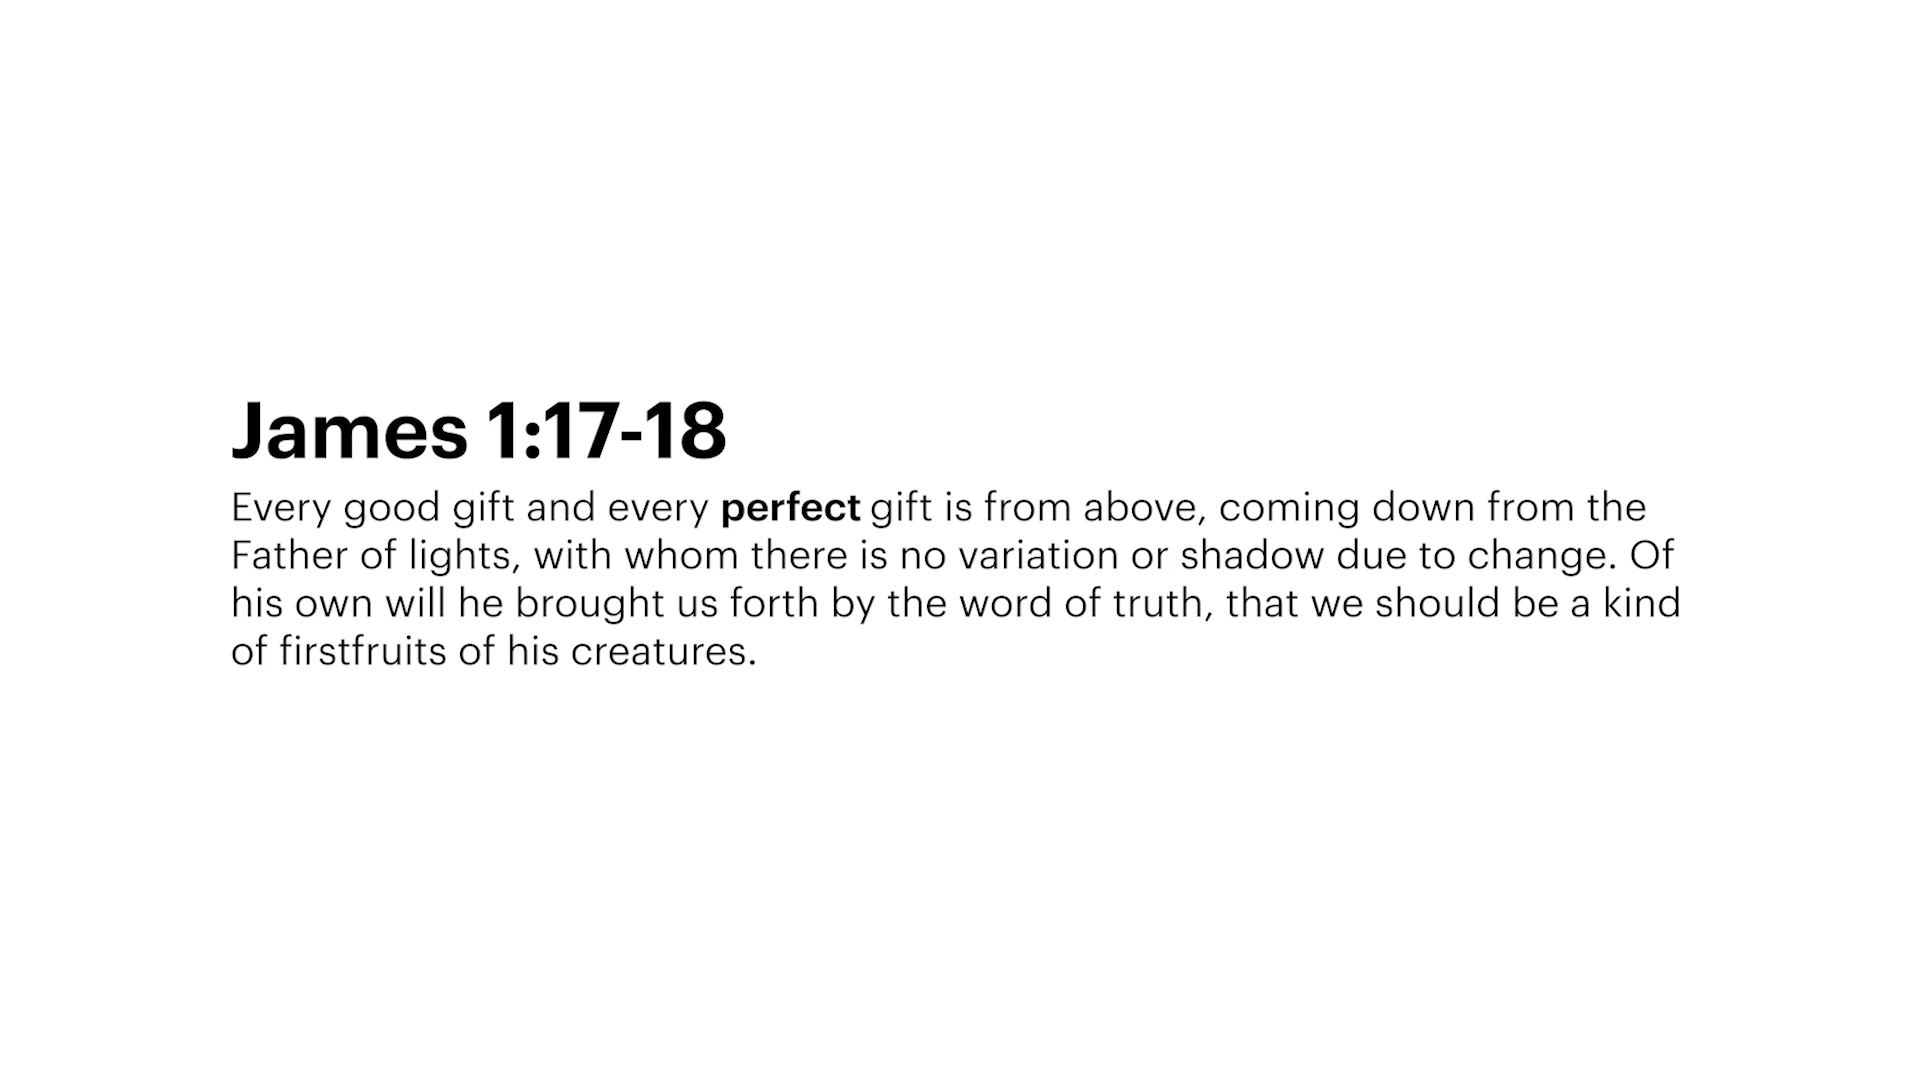 James 1:17-18
Every good gift and every perfect gift is from above, coming down from the
Father of lights, with whom there is no variation or shadow due to change. Of
his own will he brought us forth by the word of truth, that we should be a kind
of firstfruits of his creatures.